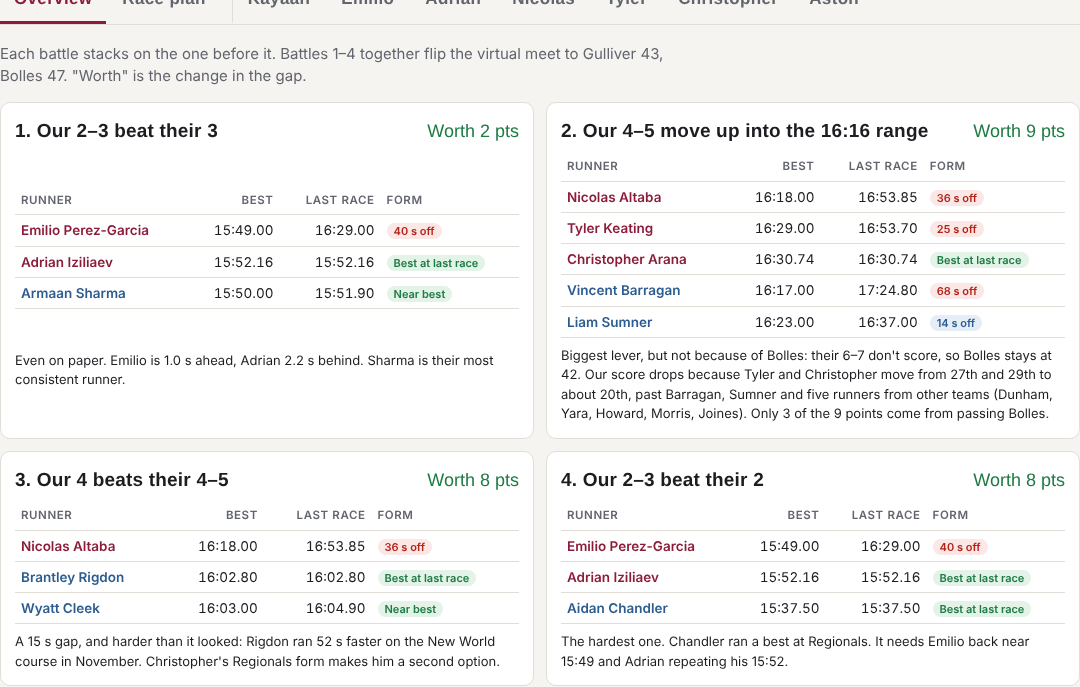 Overview Race plan Kayaan Emilio Adrian Nicolas Tyler Christopher Aston
Each battle stacks on the one before it. Battles 1–4 together flip the virtual meet to Gulliver 43,
Bolles 47. "Worth" is the change in the gap.
1. Our 2–3 beat their 3 Worth 2 pts
RUNNER BEST LAST RACE FORM
Emilio Perez-Garcia 15:49.00 16:29.00 40 s off
Adrian Iziliaev 15:52.16 15:52.16 Best at last race
Armaan Sharma 15:50.00 15:51.90 Near best
Even on paper. Emilio is 1.0 s ahead, Adrian 2.2 s behind. Sharma is their most
consistent runner.
2. Our 4–5 move up into the 16:16 range Worth 9 pts
RUNNER BEST LAST RACE FORM
Nicolas Altaba 16:18.00 16:53.85 36 s off
Tyler Keating 16:29.00 16:53.70 25 s off
Christopher Arana 16:30.74 16:30.74 Best at last race
Vincent Barragan 16:17.00 17:24.80 68 s off
Liam Sumner 16:23.00 16:37.00 14 s off
Biggest lever, but not because of Bolles: their 6–7 don't score, so Bolles stays at
42. Our score drops because Tyler and Christopher move from 27th and 29th to
about 20th, past Barragan, Sumner and five runners from other teams (Dunham,
Yara, Howard, Morris, Joines). Only 3 of the 9 points come from passing Bolles.
3. Our 4 beats their 4–5 Worth 8 pts
RUNNER BEST LAST RACE FORM
Nicolas Altaba 16:18.00 16:53.85 36 s off
Brantley Rigdon 16:02.80 16:02.80 Best at last race
Wyatt Cleek 16:03.00 16:04.90 Near best
A 15 s gap, and harder than it looked: Rigdon ran 52 s faster on the New World
course in November. Christopher's Regionals form makes him a second option.
4. Our 2–3 beat their 2 Worth 8 pts
RUNNER BEST LAST RACE FORM
Emilio Perez-Garcia 15:49.00 16:29.00 40 s off
Adrian Iziliaev 15:52.16 15:52.16 Best at last race
Aidan Chandler 15:37.50 15:37.50 Best at last race
The hardest one. Chandler ran a best at Regionals. It needs Emilio back near
15:49 and Adrian repeating his 15:52.